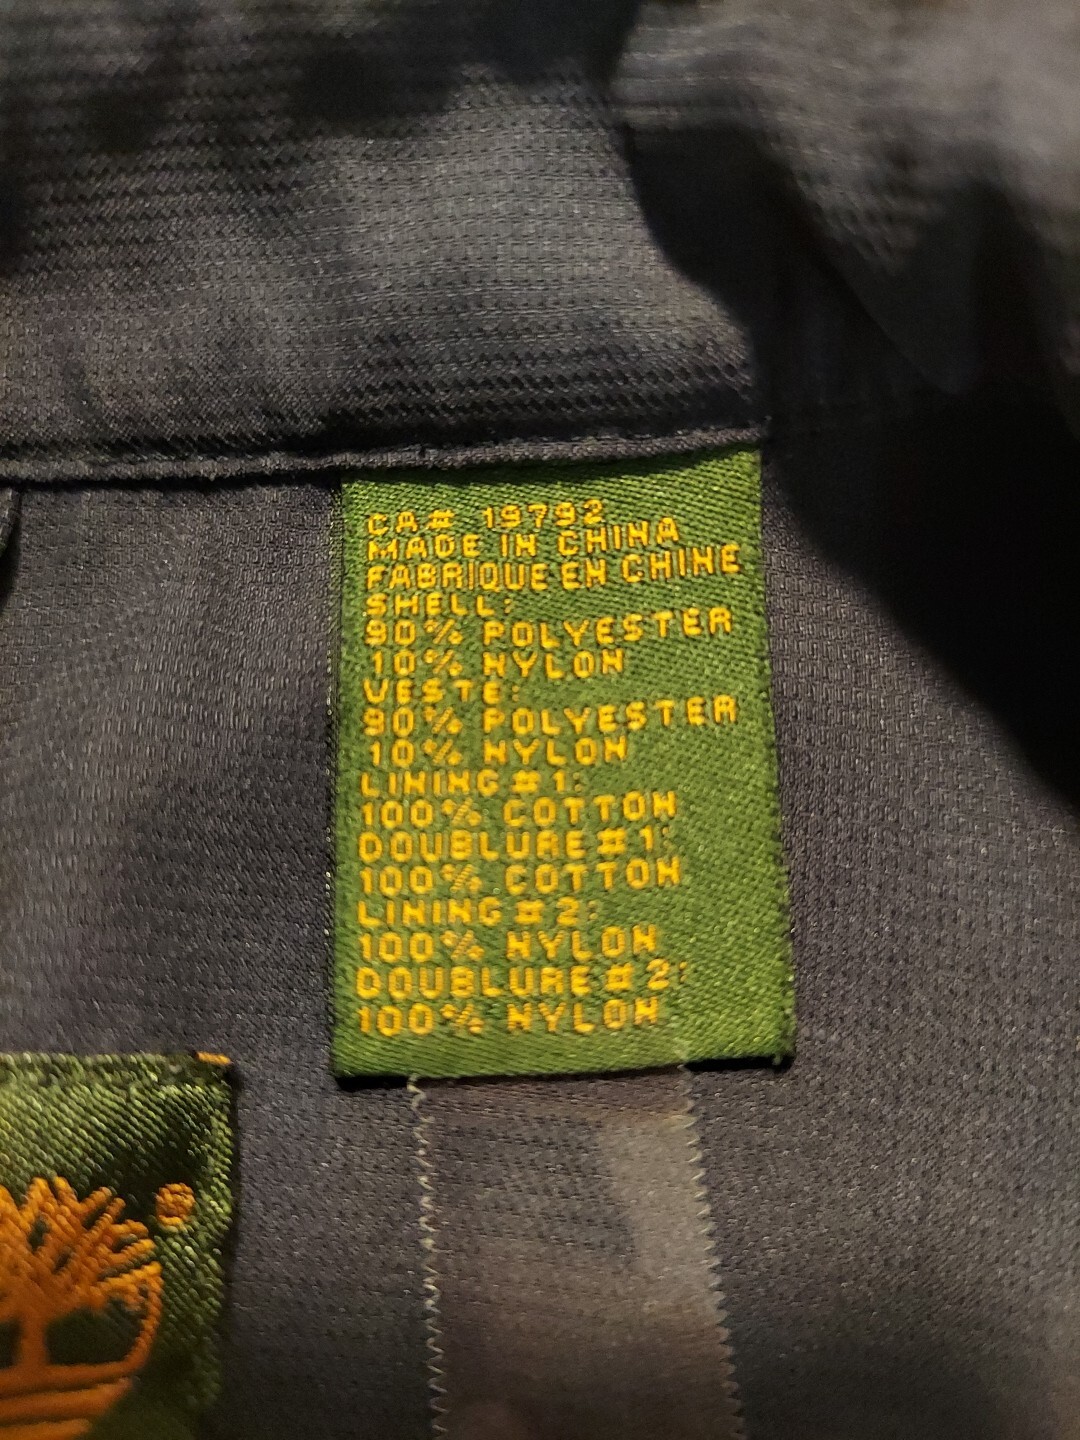 CA# 19792
MADE IN CHINA
FABRIQUE EN CHINE
SHELL:
90% POLYESTER
10% NYLON
VESTE:
90% POLYESTER
10% NYLON
LINING #1:
100% COTTON
DOUBLURE #1:
100% COTTON
LINING #2:
100% NYLON
DOUBLURE #2:
100% NYLON